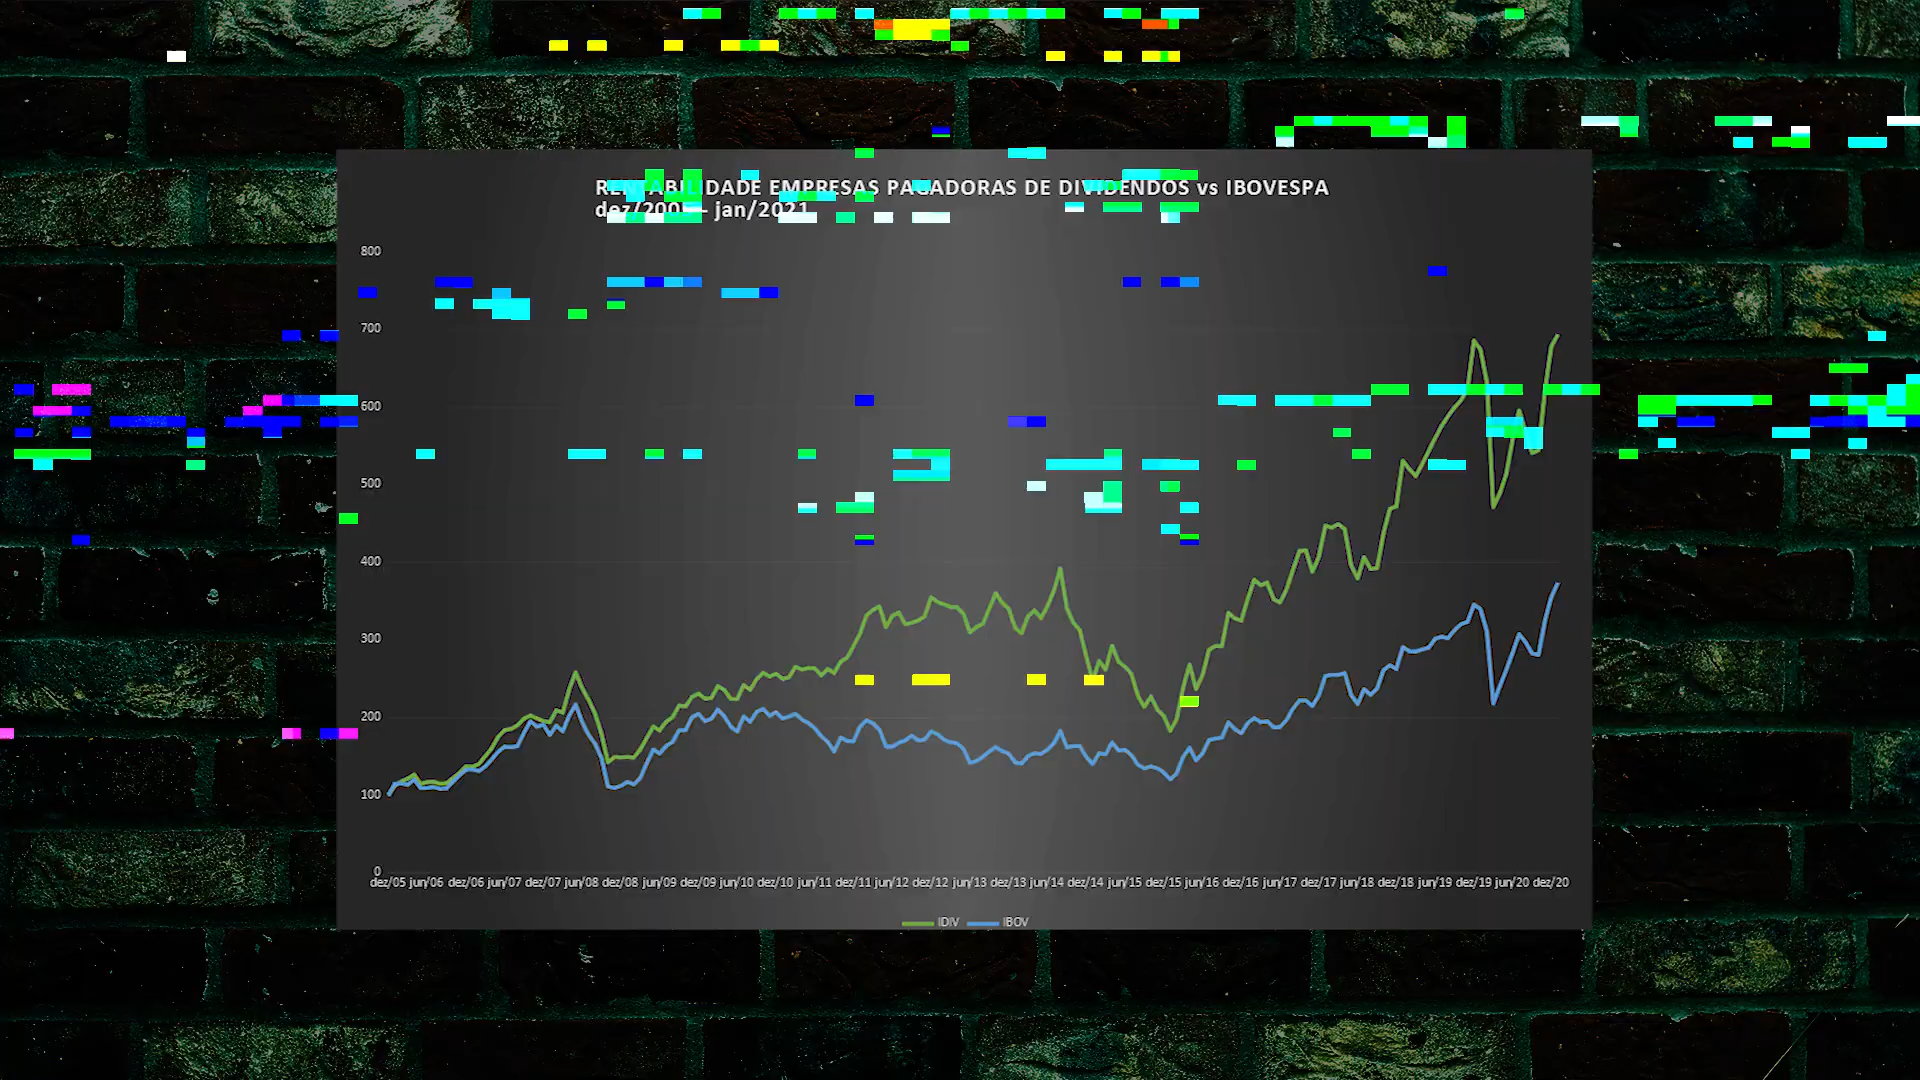 RENTABILIDADE EMPRESAS PAGADORAS DE DIVIDENDOS vs IBOVESPA
dez/2005 - jan/2021
800
700
600
500
400
300
200
100
0
dez/05 jun/06 dez/06 jun/07 dez/07 jun/08 dez/08 jun/09 dez/09 jun/10 dez/10 jun/11 dez/11 jun/12 dez/12 jun/13 dez/13 jun/14 dez/14 jun/15 dez/15 jun/16 dez/16 jun/17 dez/17 jun/18 dez/18 jun/19 dez/19 jun/20 dez/20
IDIV IBOV